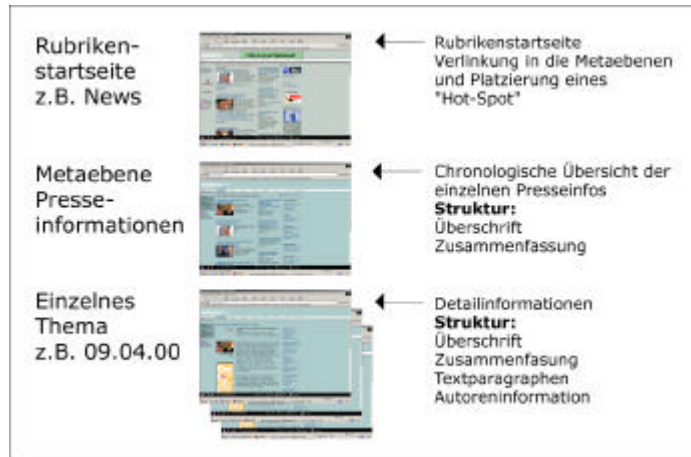 Rubriken-
startseite
z.B. News
Rubrikenstartseite
Verlinkung in die Metaebenen
und Platzierung eines
"Hot-Spot"
Metaebene
Presse-
informationen
Chronologische Übersicht der
einzelnen Presseinfos
Struktur:
Überschrift
Zusammenfassung
Einzelnes
Thema
z.B. 09.04.00
Detailinformationen
Struktur:
Überschrift
Zusammenfasung
Textparagraphen
Autoreninformation